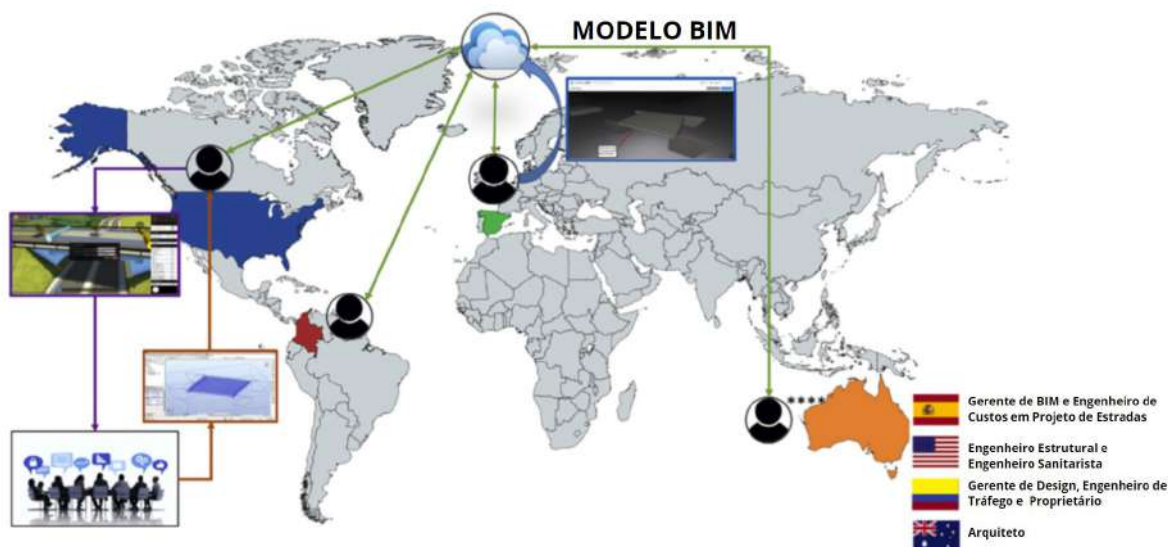 MODELO BIM
****
Gerente de BIM e Engenheiro de
Custos em Projeto de Estradas
Engenheiro Estrutural e
Engenheiro Sanitarista
Gerente de Design, Engenheiro de
Tráfego e Proprietário
Arquiteto